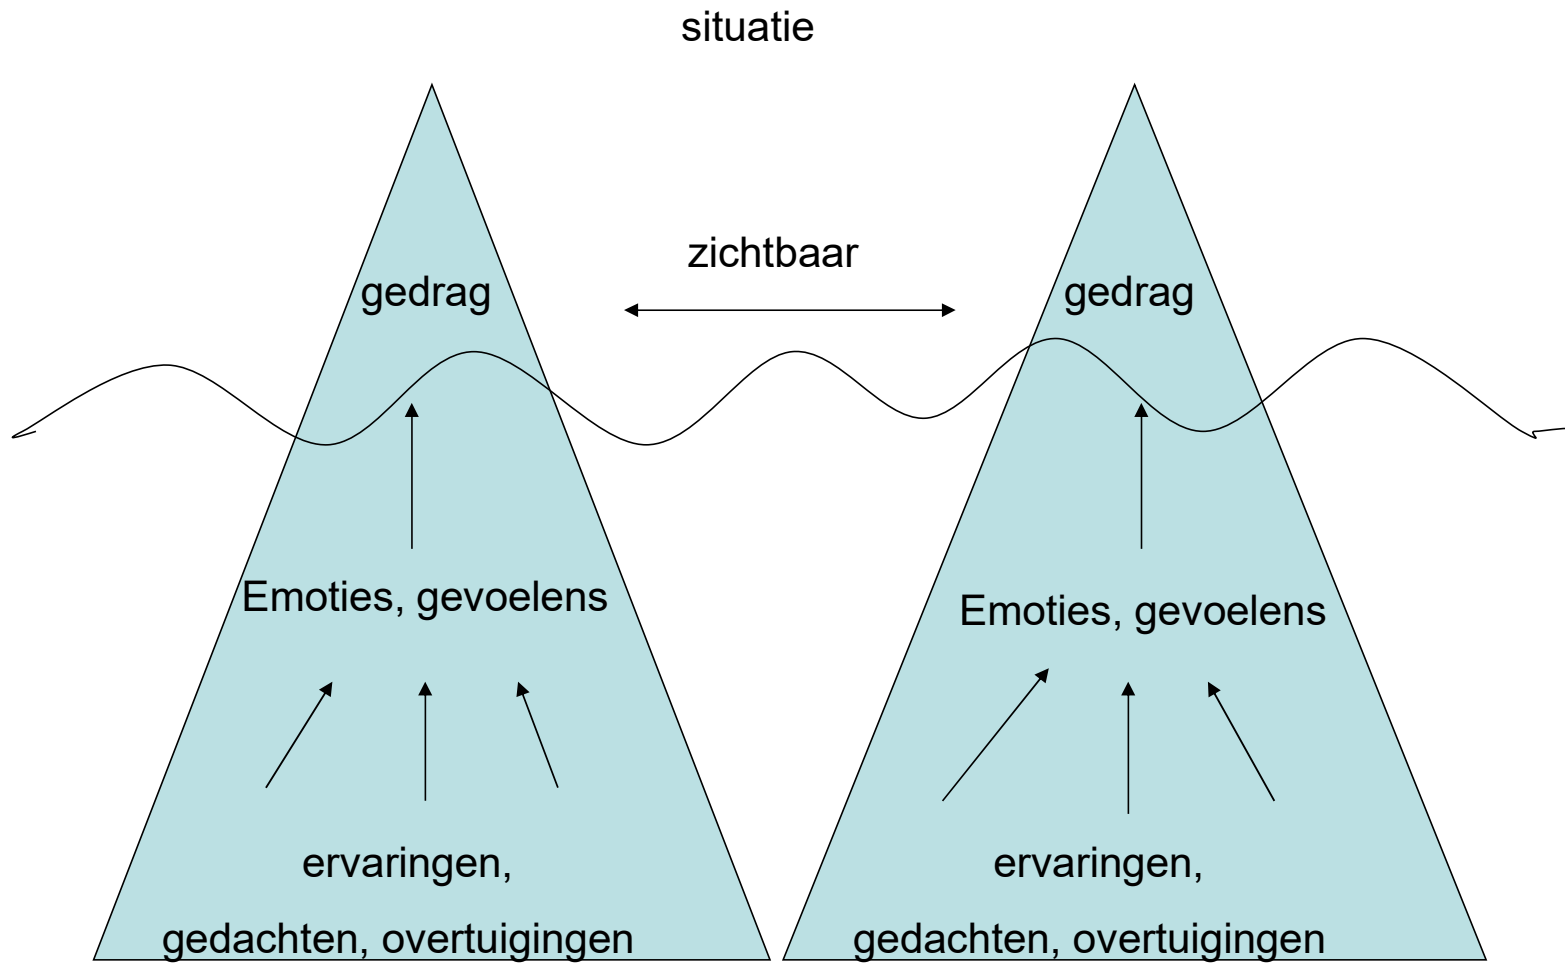 situatie
zichtbaar
gedrag
gedrag
Emoties, gevoelens
Emoties, gevoelens
ervaringen,
gedachten, overtuigingen
ervaringen,
gedachten, overtuigingen